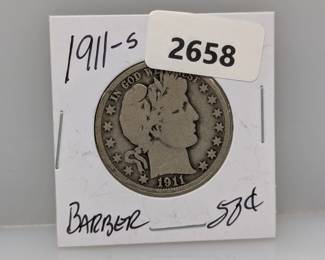 1911-S
2658
IN GOD WE TRUST
1911
BARBER 50¢